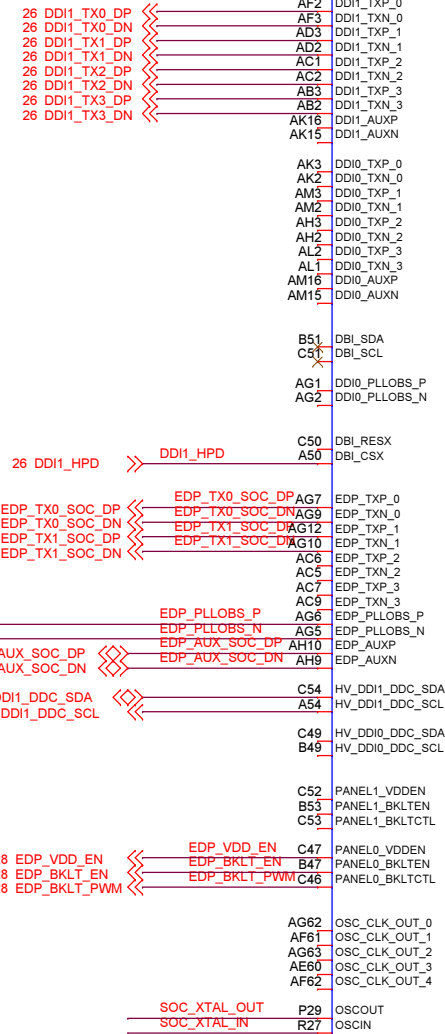 AF2 DDI1_TXP_0
26 DDI1_TX0_DP AF3 DDI1_TXN_0
26 DDI1_TX0_DN AD3 DDI1_TXP_1
26 DDI1_TX1_DP AD2 DDI1_TXN_1
26 DDI1_TX1_DN AC1 DDI1_TXP_2
26 DDI1_TX2_DP AC2 DDI1_TXN_2
26 DDI1_TX2_DN AB3 DDI1_TXP_3
26 DDI1_TX3_DP AB2 DDI1_TXN_3
26 DDI1_TX3_DN AK16 DDI1_AUXP
AK15 DDI1_AUXN
AK3 DDI0_TXP_0
AK2 DDI0_TXN_0
AM3 DDI0_TXP_1
AM2 DDI0_TXN_1
AH3 DDI0_TXP_2
AH2 DDI0_TXN_2
AL2 DDI0_TXP_3
AL1 DDI0_TXN_3
AM16 DDI0_AUXP
AM15 DDI0_AUXN
B51 DBI_SDA
C51 DBI_SCL
AG1 DDI0_PLLOBS_P
AG2 DDI0_PLLOBS_N
C50 DBI_RESX
26 DDI1_HPD DDI1_HPD A50 DBI_CSX
EDP_TX0_SOC_DP EDP_TX0_SOC_DP AG7 EDP_TXP_0
EDP_TX0_SOC_DN EDP_TX0_SOC_DN AG9 EDP_TXN_0
EDP_TX1_SOC_DP EDP_TX1_SOC_DP AG12 EDP_TXP_1
EDP_TX1_SOC_DN EDP_TX1_SOC_DN AG10 EDP_TXN_1
AC6 EDP_TXP_2
AC5 EDP_TXN_2
AC7 EDP_TXP_3
AC9 EDP_TXN_3
EDP_PLLOBS_P AG6 EDP_PLLOBS_P
EDP_PLLOBS_N AG5 EDP_PLLOBS_N
AUX_SOC_DP EDP_AUX_SOC_DP AH10 EDP_AUXP
AUX_SOC_DN EDP_AUX_SOC_DN AH9 EDP_AUXN
DI1_DDC_SDA C54 HV_DDI1_DDC_SDA
DDI1_DDC_SCL A54 HV_DDI1_DDC_SCL
C49 HV_DDI0_DDC_SDA
B49 HV_DDI0_DDC_SCL
C52 PANEL1_VDDEN
B53 PANEL1_BKLTEN
C53 PANEL1_BKLTCTL
8 EDP_VDD_EN EDP_VDD_EN C47 PANEL0_VDDEN
8 EDP_BKLT_EN EDP_BKLT_EN B47 PANEL0_BKLTEN
8 EDP_BKLT_PWM EDP_BKLT_PWM C46 PANEL0_BKLTCTL
AG62 OSC_CLK_OUT_0
AF61 OSC_CLK_OUT_1
AG63 OSC_CLK_OUT_2
AE60 OSC_CLK_OUT_3
AF62 OSC_CLK_OUT_4
SOC_XTAL_OUT P29 OSCOUT
SOC_XTAL_IN R27 OSCIN